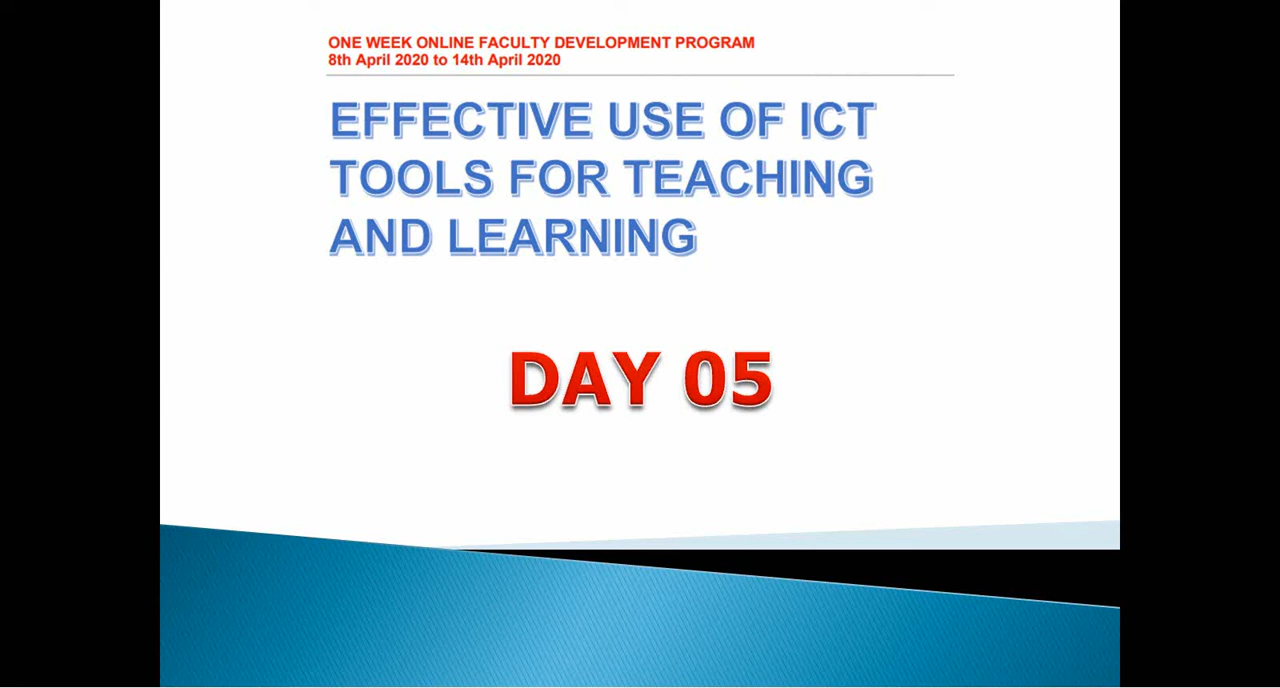 ONE WEEK ONLINE FACULTY DEVELOPMENT PROGRAM
8th April 2020 to 14th April 2020
EFFECTIVE USE OF ICT
TOOLS FOR TEACHING
AND LEARNING
DAY 05